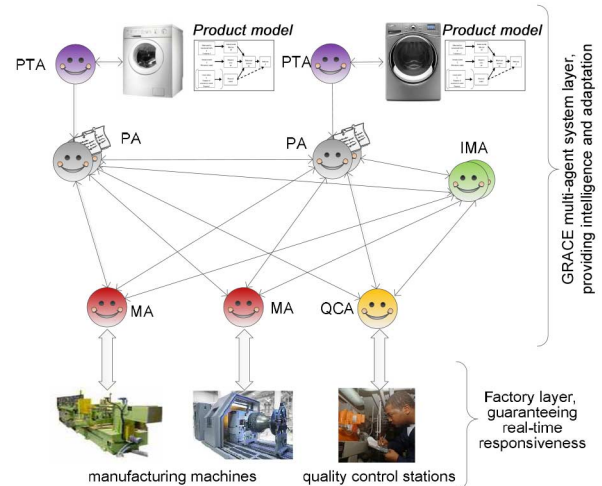 Product model
Product model
PTA
PTA
PA
PA
IMA
MA
MA
QCA
manufacturing machines
quality control stations
GRACE multi-agent system layer,
providing intelligence and adaptation
Factory layer,
guaranteeing
real-time
responsiveness